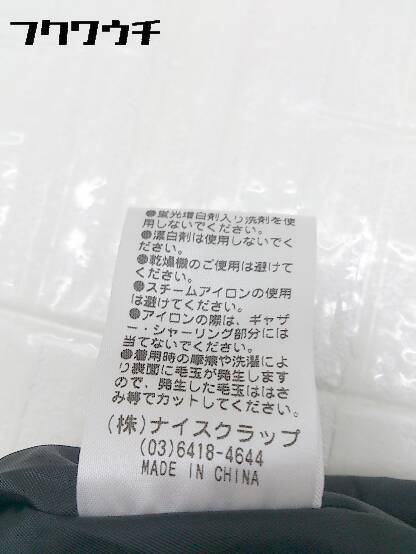 フクワウチ
●蛍光増白剤入り洗剤を使
用しないでください。
●漂白剤は使用しないでく
ださい。
●乾燥機のご使用は避けて
ください。
●スチームアイロンの使用
は避けてください。
●アイロンの際は、ギャザ
ー・シャーリング部分には
当てないでください。
●着用時の摩擦や洗濯によ
り表面に毛玉が発生します
ので、発生した毛玉ははさ
み等でカットしてください。
(株)ナイスクラップ
(03)6418-4644
MADE IN CHINA